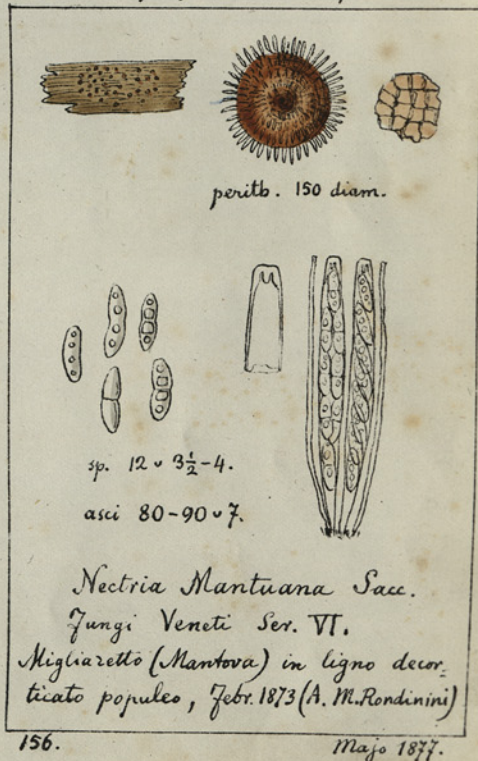 perith. 150 diam.
sp. 12 v 3½-4.
asci 80-90 v 7.
Nectria Mantuana Sacc.
Fungi Veneti Ser. VI.
Migliaretto (Mantova) in ligno decor-
ticato populeo, Febr. 1873 (A. M. Rondinini)
156.
Majo 1877.